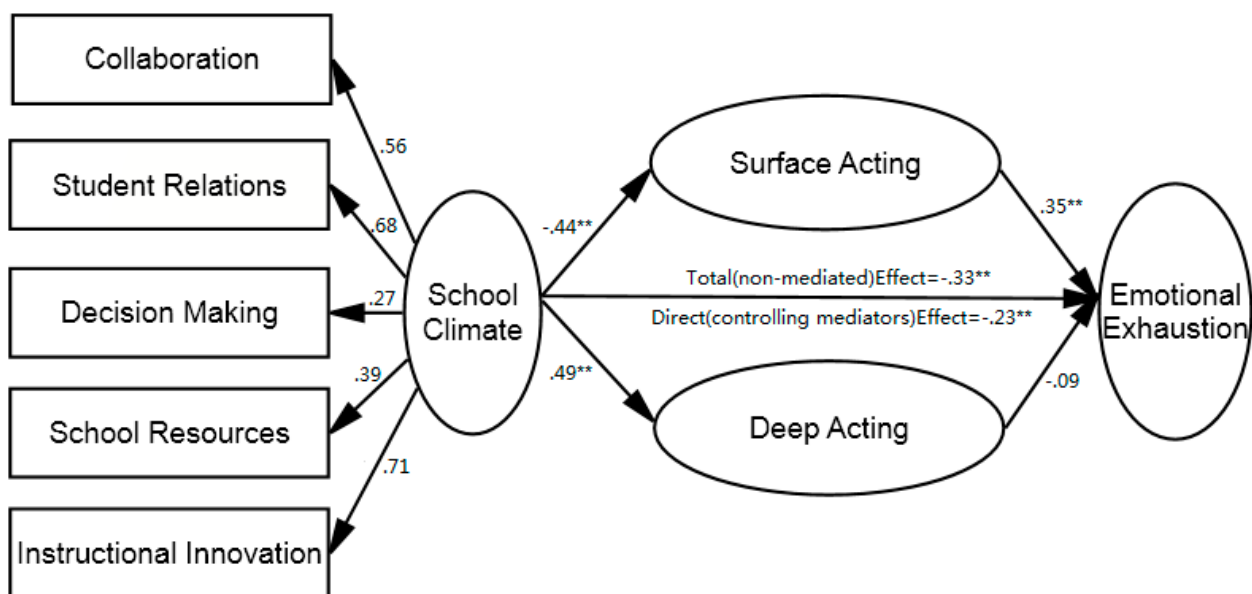 Collaboration
.56
Student Relations
.68
Decision Making
.27
School Resources
.39
Instructional Innovation
.71
School
Climate
-.44**
.49**
Surface Acting
Total(non-mediated)Effect=-.33**
Direct(controlling mediators)Effect=-.23**
Deep Acting
.35**
-.09
Emotional
Exhaustion